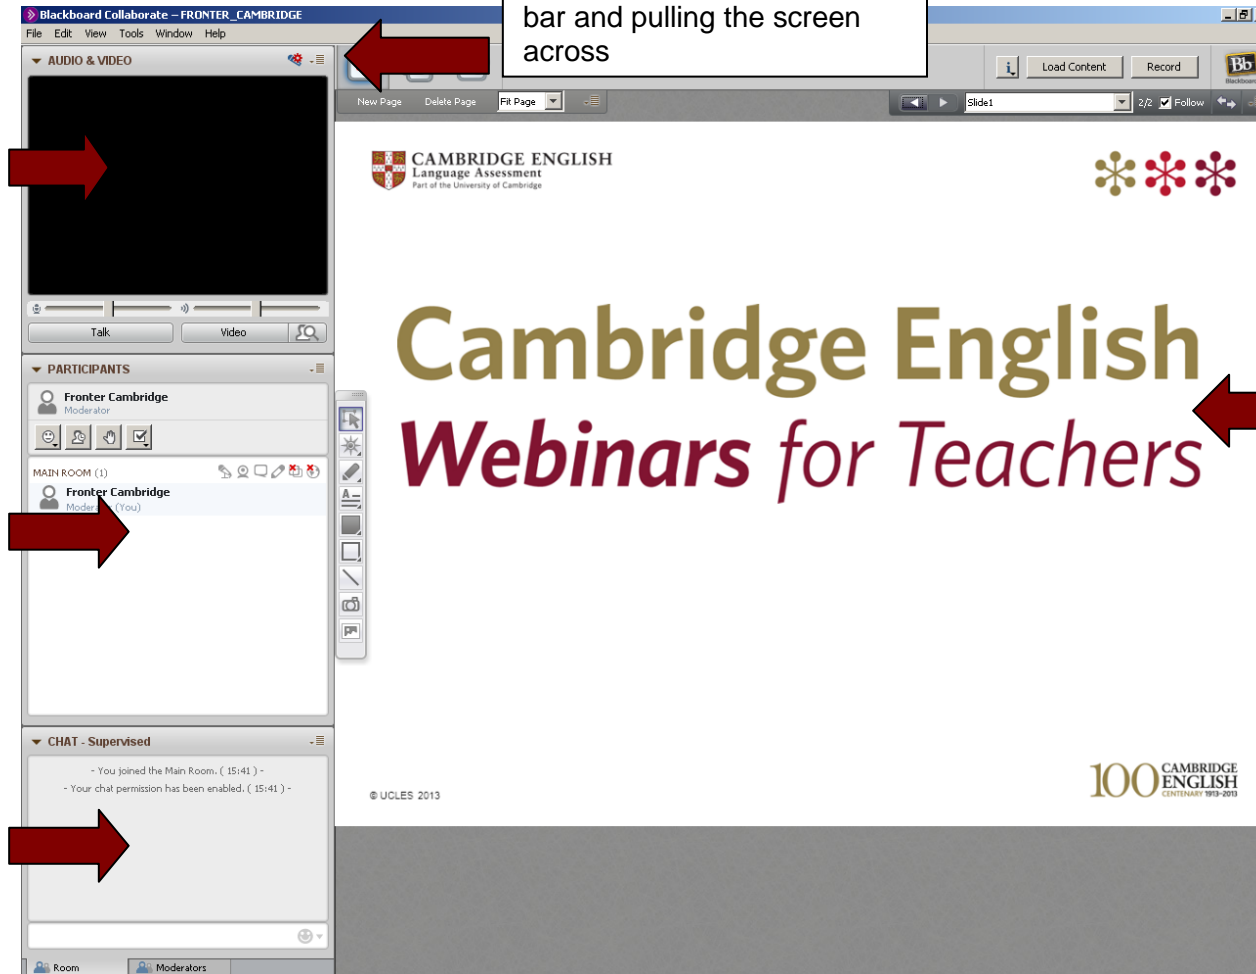 Blackboard Collaborate – FRONTER_CAMBRIDGE
File Edit View Tools Window Help
bar and pulling the screen
across
AUDIO & VIDEO
Load Content
Record
Bb
New Page
Delete Page
Fit Page
Slide1
2/2
Follow
CAMBRIDGE ENGLISH
Language Assessment
Part of the University of Cambridge
Talk
Video
Cambridge English
Webinars for Teachers
PARTICIPANTS
Fronter Cambridge
Moderator
MAIN ROOM (1)
Fronter Cambridge
Moderator (You)
CHAT - Supervised
- You joined the Main Room. ( 15:41 ) -
- Your chat permission has been enabled. ( 15:41 ) -
© UCLES 2013
100 CAMBRIDGE
ENGLISH
CENTENARY 1913–2013
Room
Moderators